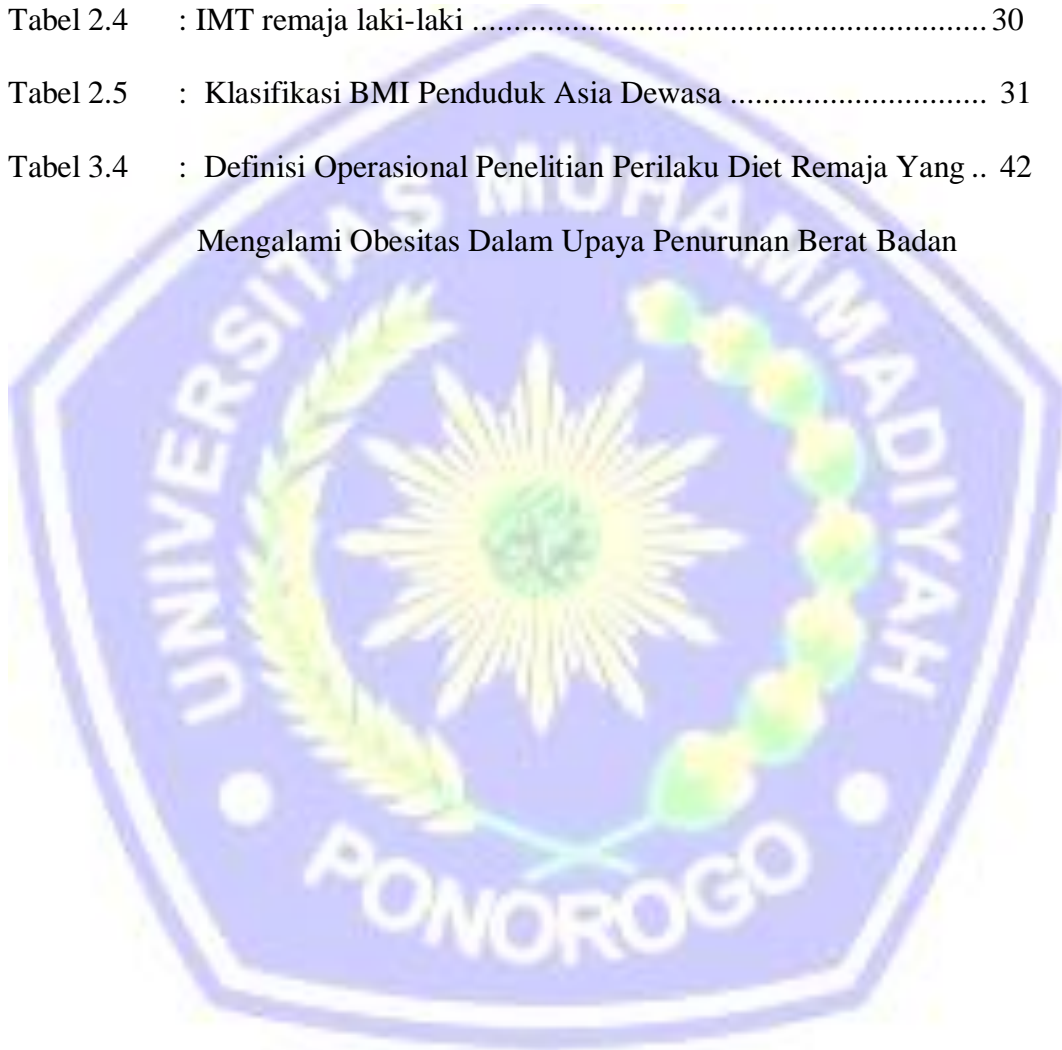 Tabel 2.4 : IMT remaja laki-laki ................................................................ 30
Tabel 2.5 : Klasifikasi BMI Penduduk Asia Dewasa ................................ 31
Tabel 3.4 : Definisi Operasional Penelitian Perilaku Diet Remaja Yang .. 42
Mengalami Obesitas Dalam Upaya Penurunan Berat Badan
UNIVERSITAS MUHAMMADIYAH
PONOROGO